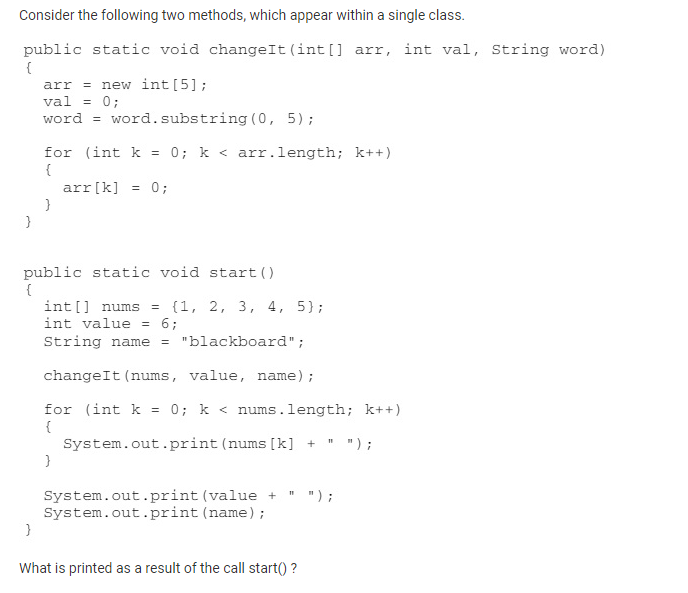 Consider the following two methods, which appear within a single class.
public static void changeIt(int[] arr, int val, String word)
{
arr = new int[5];
val = 0;
word = word.substring(0, 5);
for (int k = 0; k < arr.length; k++)
{
arr[k] = 0;
}
}
public static void start()
{
int[] nums = {1, 2, 3, 4, 5};
int value = 6;
String name = "blackboard";
changeIt(nums, value, name);
for (int k = 0; k < nums.length; k++)
{
System.out.print(nums[k] + " ");
}
System.out.print(value + " ");
System.out.print(name);
}
What is printed as a result of the call start() ?